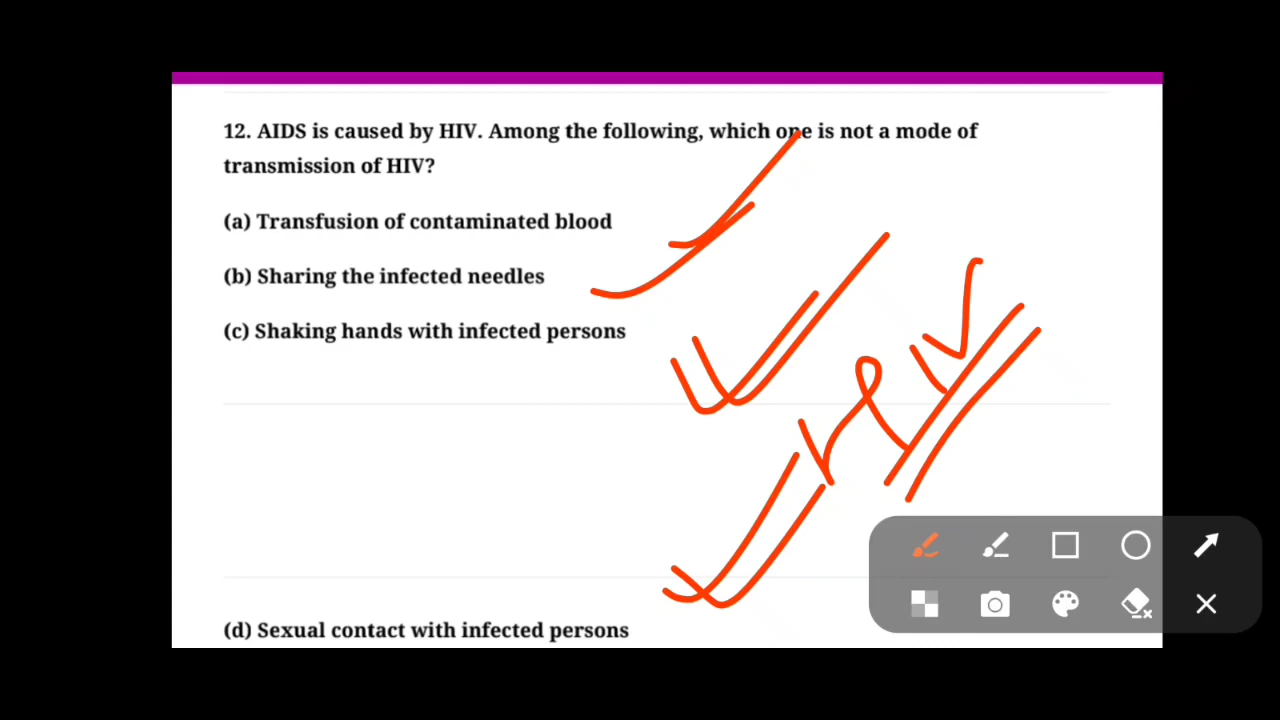 12. AIDS is caused by HIV. Among the following, which one is not a mode of
transmission of HIV?
(a) Transfusion of contaminated blood
(b) Sharing the infected needles
(c) Shaking hands with infected persons
(d) Sexual contact with infected persons